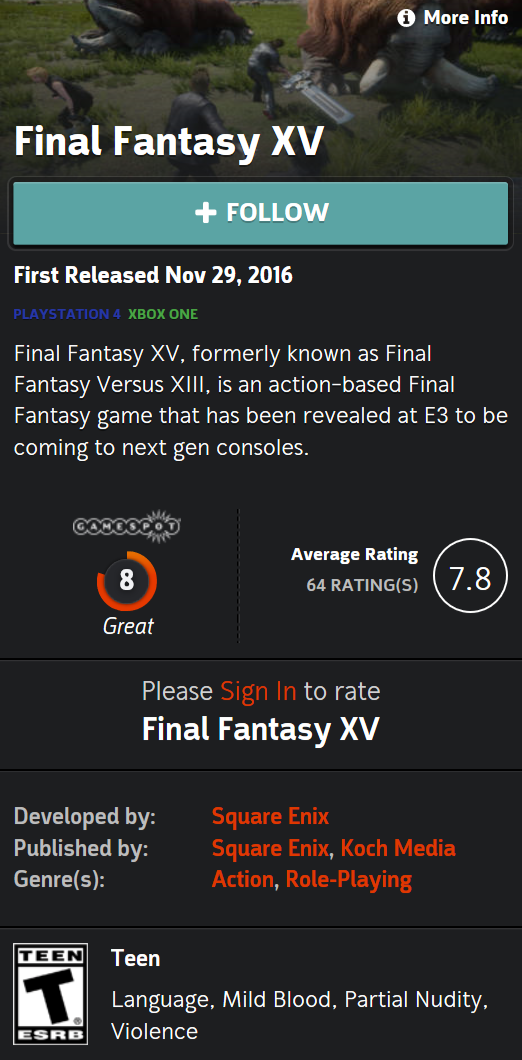 More Info
Final Fantasy XV
FOLLOW
First Released Nov 29, 2016
PLAYSTATION 4 XBOX ONE
Final Fantasy XV, formerly known as Final
Fantasy Versus XIII, is an action-based Final
Fantasy game that has been revealed at E3 to be
coming to next gen consoles.
GAMESPOT
8
Great
Average Rating
64 RATING(S)
7.8
Please Sign In to rate
Final Fantasy XV
Developed by: Square Enix
Published by: Square Enix, Koch Media
Genre(s): Action, Role-Playing
TEEN
T
ESRB
Teen
Language, Mild Blood, Partial Nudity,
Violence